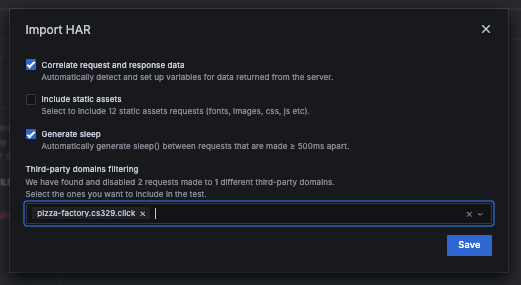 Import HAR
Correlate request and response data
Automatically detect and set up variables for data returned from the server.
Include static assets
Select to include 12 static assets requests (fonts, images, css, js etc).
Generate sleep
Automatically generate sleep() between requests that are made ≥ 500ms apart.
Third-party domains filtering
We have found and disabled 2 requests made to 1 different third-party domains.
Select the ones you want to include in the test.
pizza-factory.cs329.click
Save